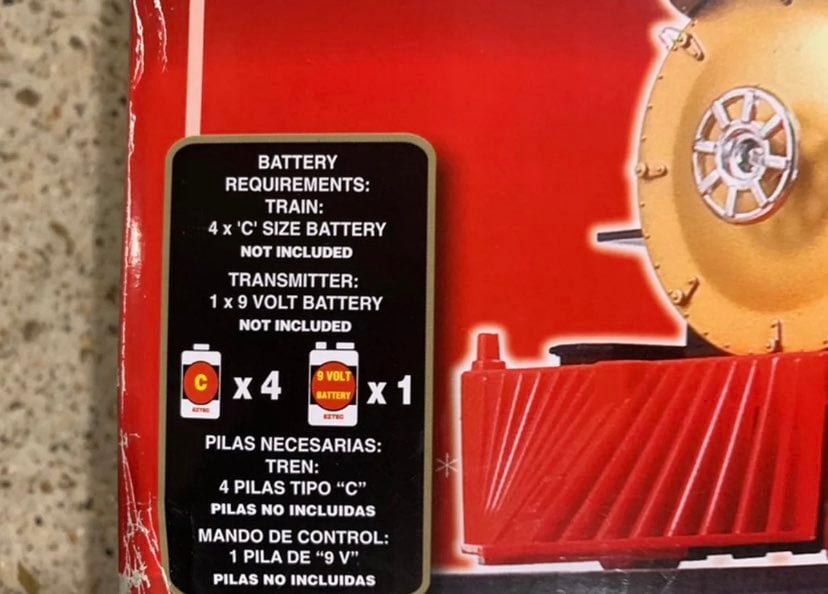 BATTERY
REQUIREMENTS:
TRAIN:
4 x 'C' SIZE BATTERY
NOT INCLUDED
TRANSMITTER:
1 x 9 VOLT BATTERY
NOT INCLUDED
C
EZTEC
x 4
9 VOLT
BATTERY
EZTEC
x 1
PILAS NECESARIAS:
TREN:
4 PILAS TIPO “C”
PILAS NO INCLUIDAS
MANDO DE CONTROL:
1 PILA DE “9 V”
PILAS NO INCLUIDAS